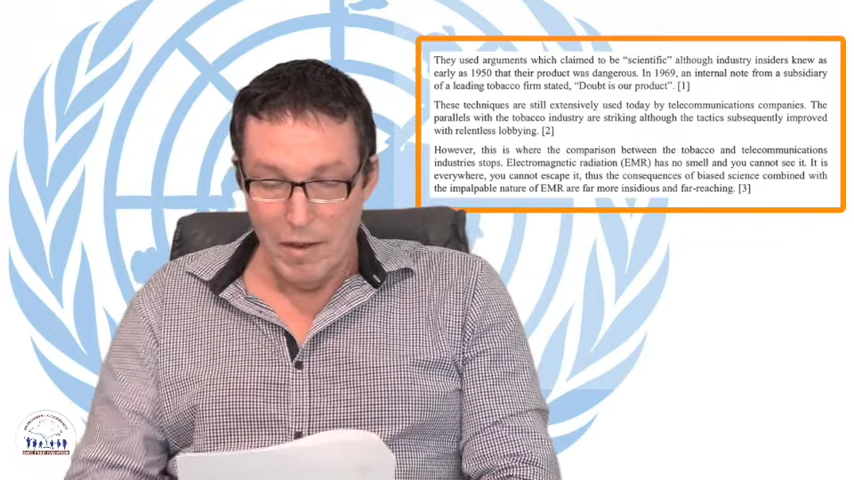 They used arguments which claimed to be “scientific” although industry insiders knew as
early as 1950 that their product was dangerous. In 1969, an internal note from a subsidiary
of a leading tobacco firm stated, “Doubt is our product”. [1]
These techniques are still extensively used today by telecommunications companies. The
parallels with the tobacco industry are striking although the tactics subsequently improved
with relentless lobbying. [2]
However, this is where the comparison between the tobacco and telecommunications
industries stops. Electromagnetic radiation (EMR) has no smell and you cannot see it. It is
everywhere, you cannot escape it, thus the consequences of biased science combined with
the impalpable nature of EMR are far more insidious and far-reaching. [3]